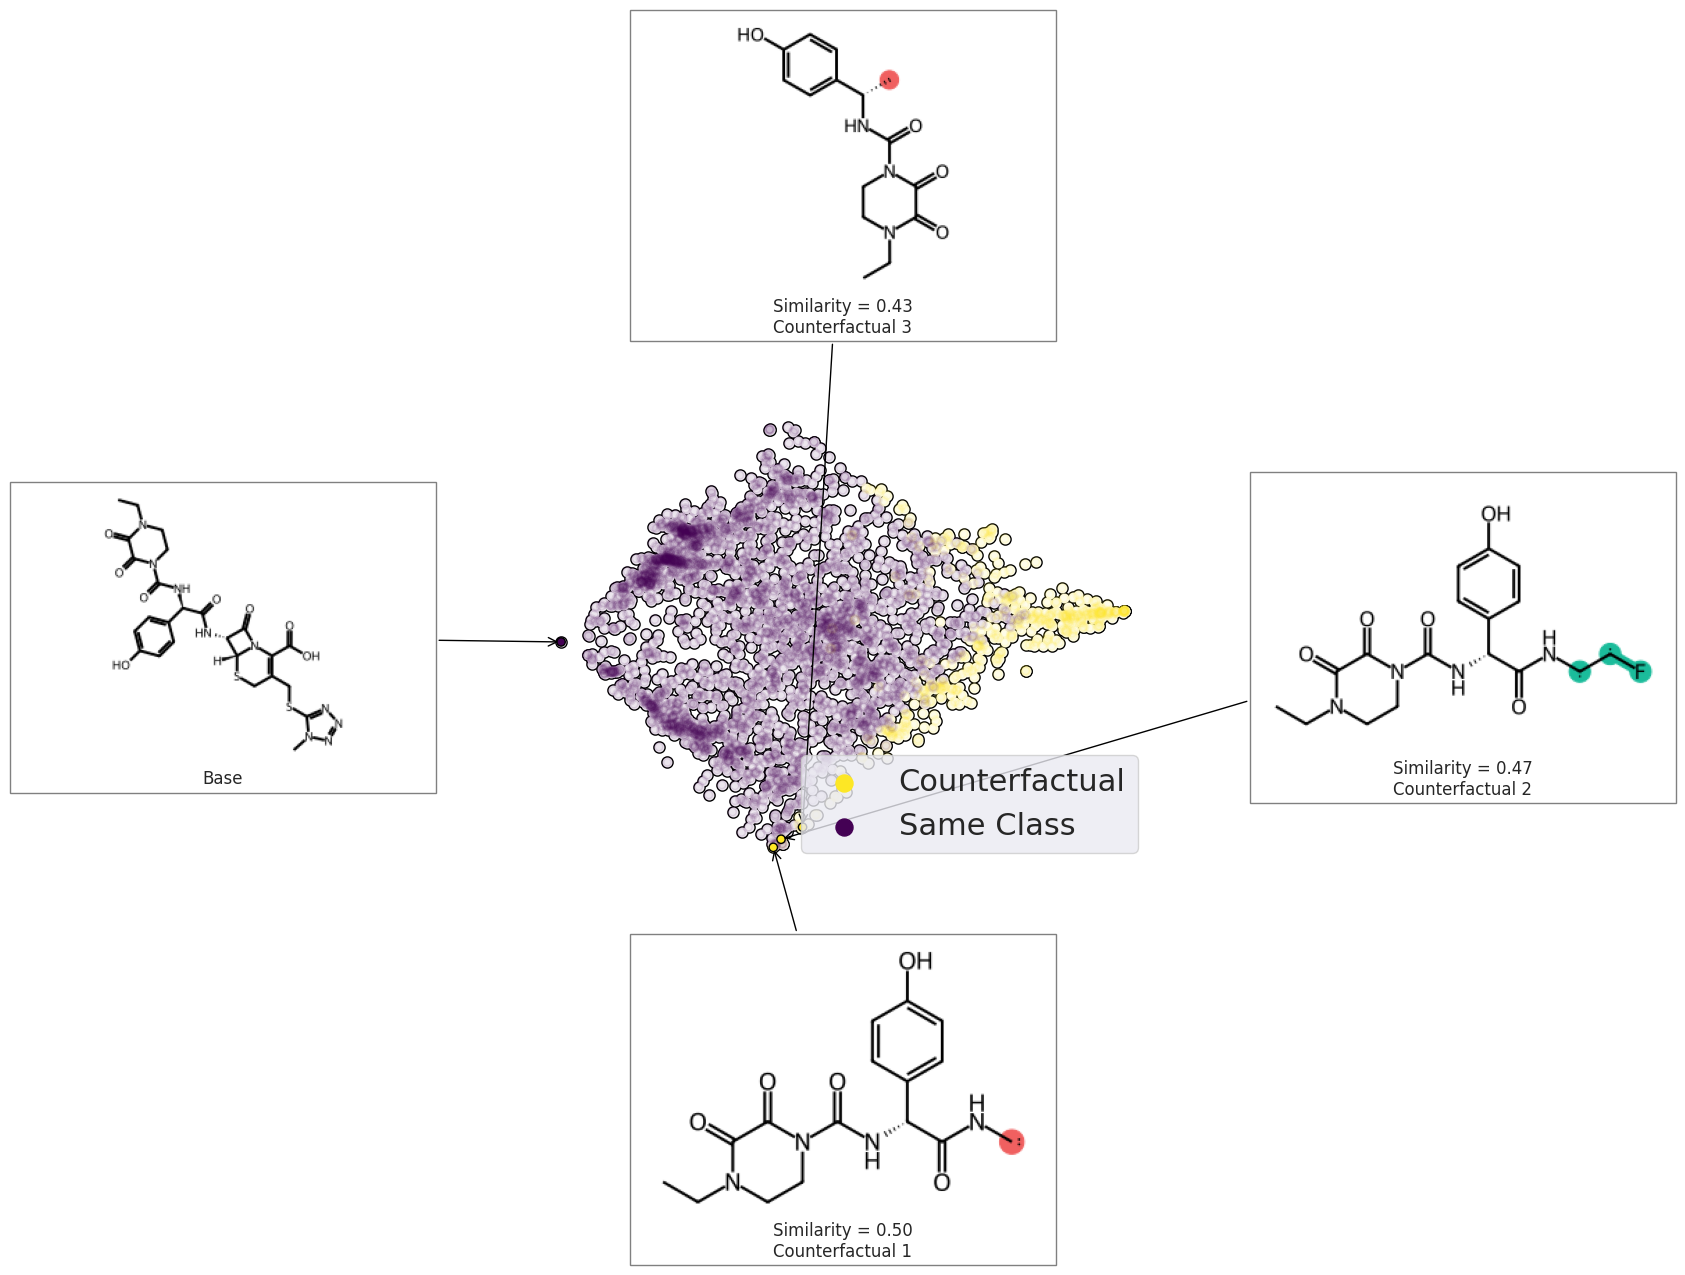 HO
HN
O
N
O
N
O
Similarity = 0.43
Counterfactual 3
N
O
O
N
O
NH
O
HN
O
N
O
OH
HO
H
S
S
N
N
N
N
Base
OH
O
O
O
N
N
H
H
N
O
N
F
Similarity = 0.47
Counterfactual 2
Counterfactual
Same Class
OH
O
O
O
N
N
H
H
N
O
N
Similarity = 0.50
Counterfactual 1